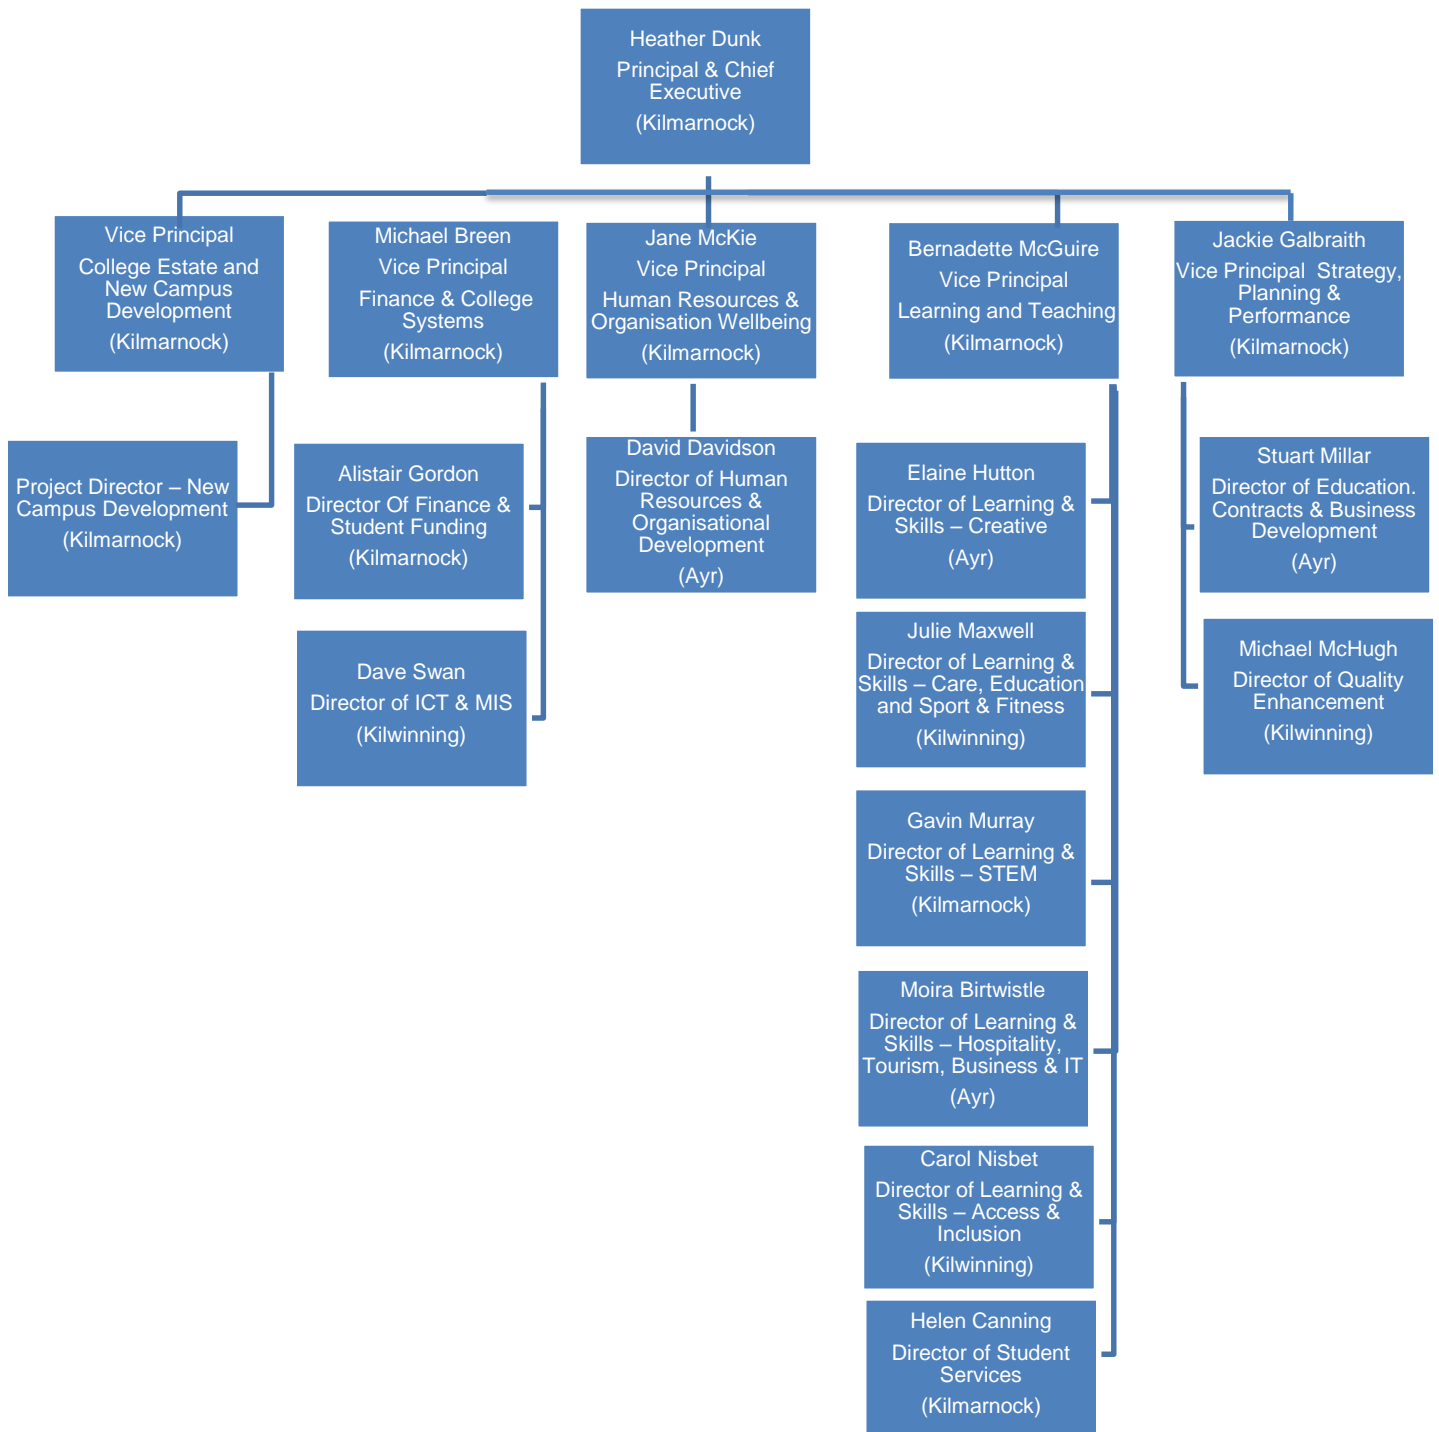 Heather Dunk
Principal & Chief
Executive
(Kilmarnock)
Vice Principal
College Estate and
New Campus
Development
(Kilmarnock)
Michael Breen
Vice Principal
Finance & College
Systems
(Kilmarnock)
Jane McKie
Vice Principal
Human Resources &
Organisation Wellbeing
(Kilmarnock)
Bernadette McGuire
Vice Principal
Learning and Teaching
(Kilmarnock)
Jackie Galbraith
Vice Principal  Strategy,
Planning &
Performance
(Kilmarnock)
Project Director – New
Campus Development
(Kilmarnock)
Alistair Gordon
Director Of Finance &
Student Funding
(Kilmarnock)
David Davidson
Director of Human
Resources &
Organisational
Development
(Ayr)
Elaine Hutton
Director of Learning &
Skills – Creative
(Ayr)
Stuart Millar
Director of Education.
Contracts & Business
Development
(Ayr)
Dave Swan
Director of ICT & MIS
(Kilwinning)
Julie Maxwell
Director of Learning &
Skills – Care, Education
and Sport & Fitness
(Kilwinning)
Michael McHugh
Director of Quality
Enhancement
(Kilwinning)
Gavin Murray
Director of Learning &
Skills – STEM
(Kilmarnock)
Moira Birtwistle
Director of Learning &
Skills – Hospitality,
Tourism, Business & IT
(Ayr)
Carol Nisbet
Director of Learning &
Skills – Access &
Inclusion
(Kilwinning)
Helen Canning
Director of Student
Services
(Kilmarnock)